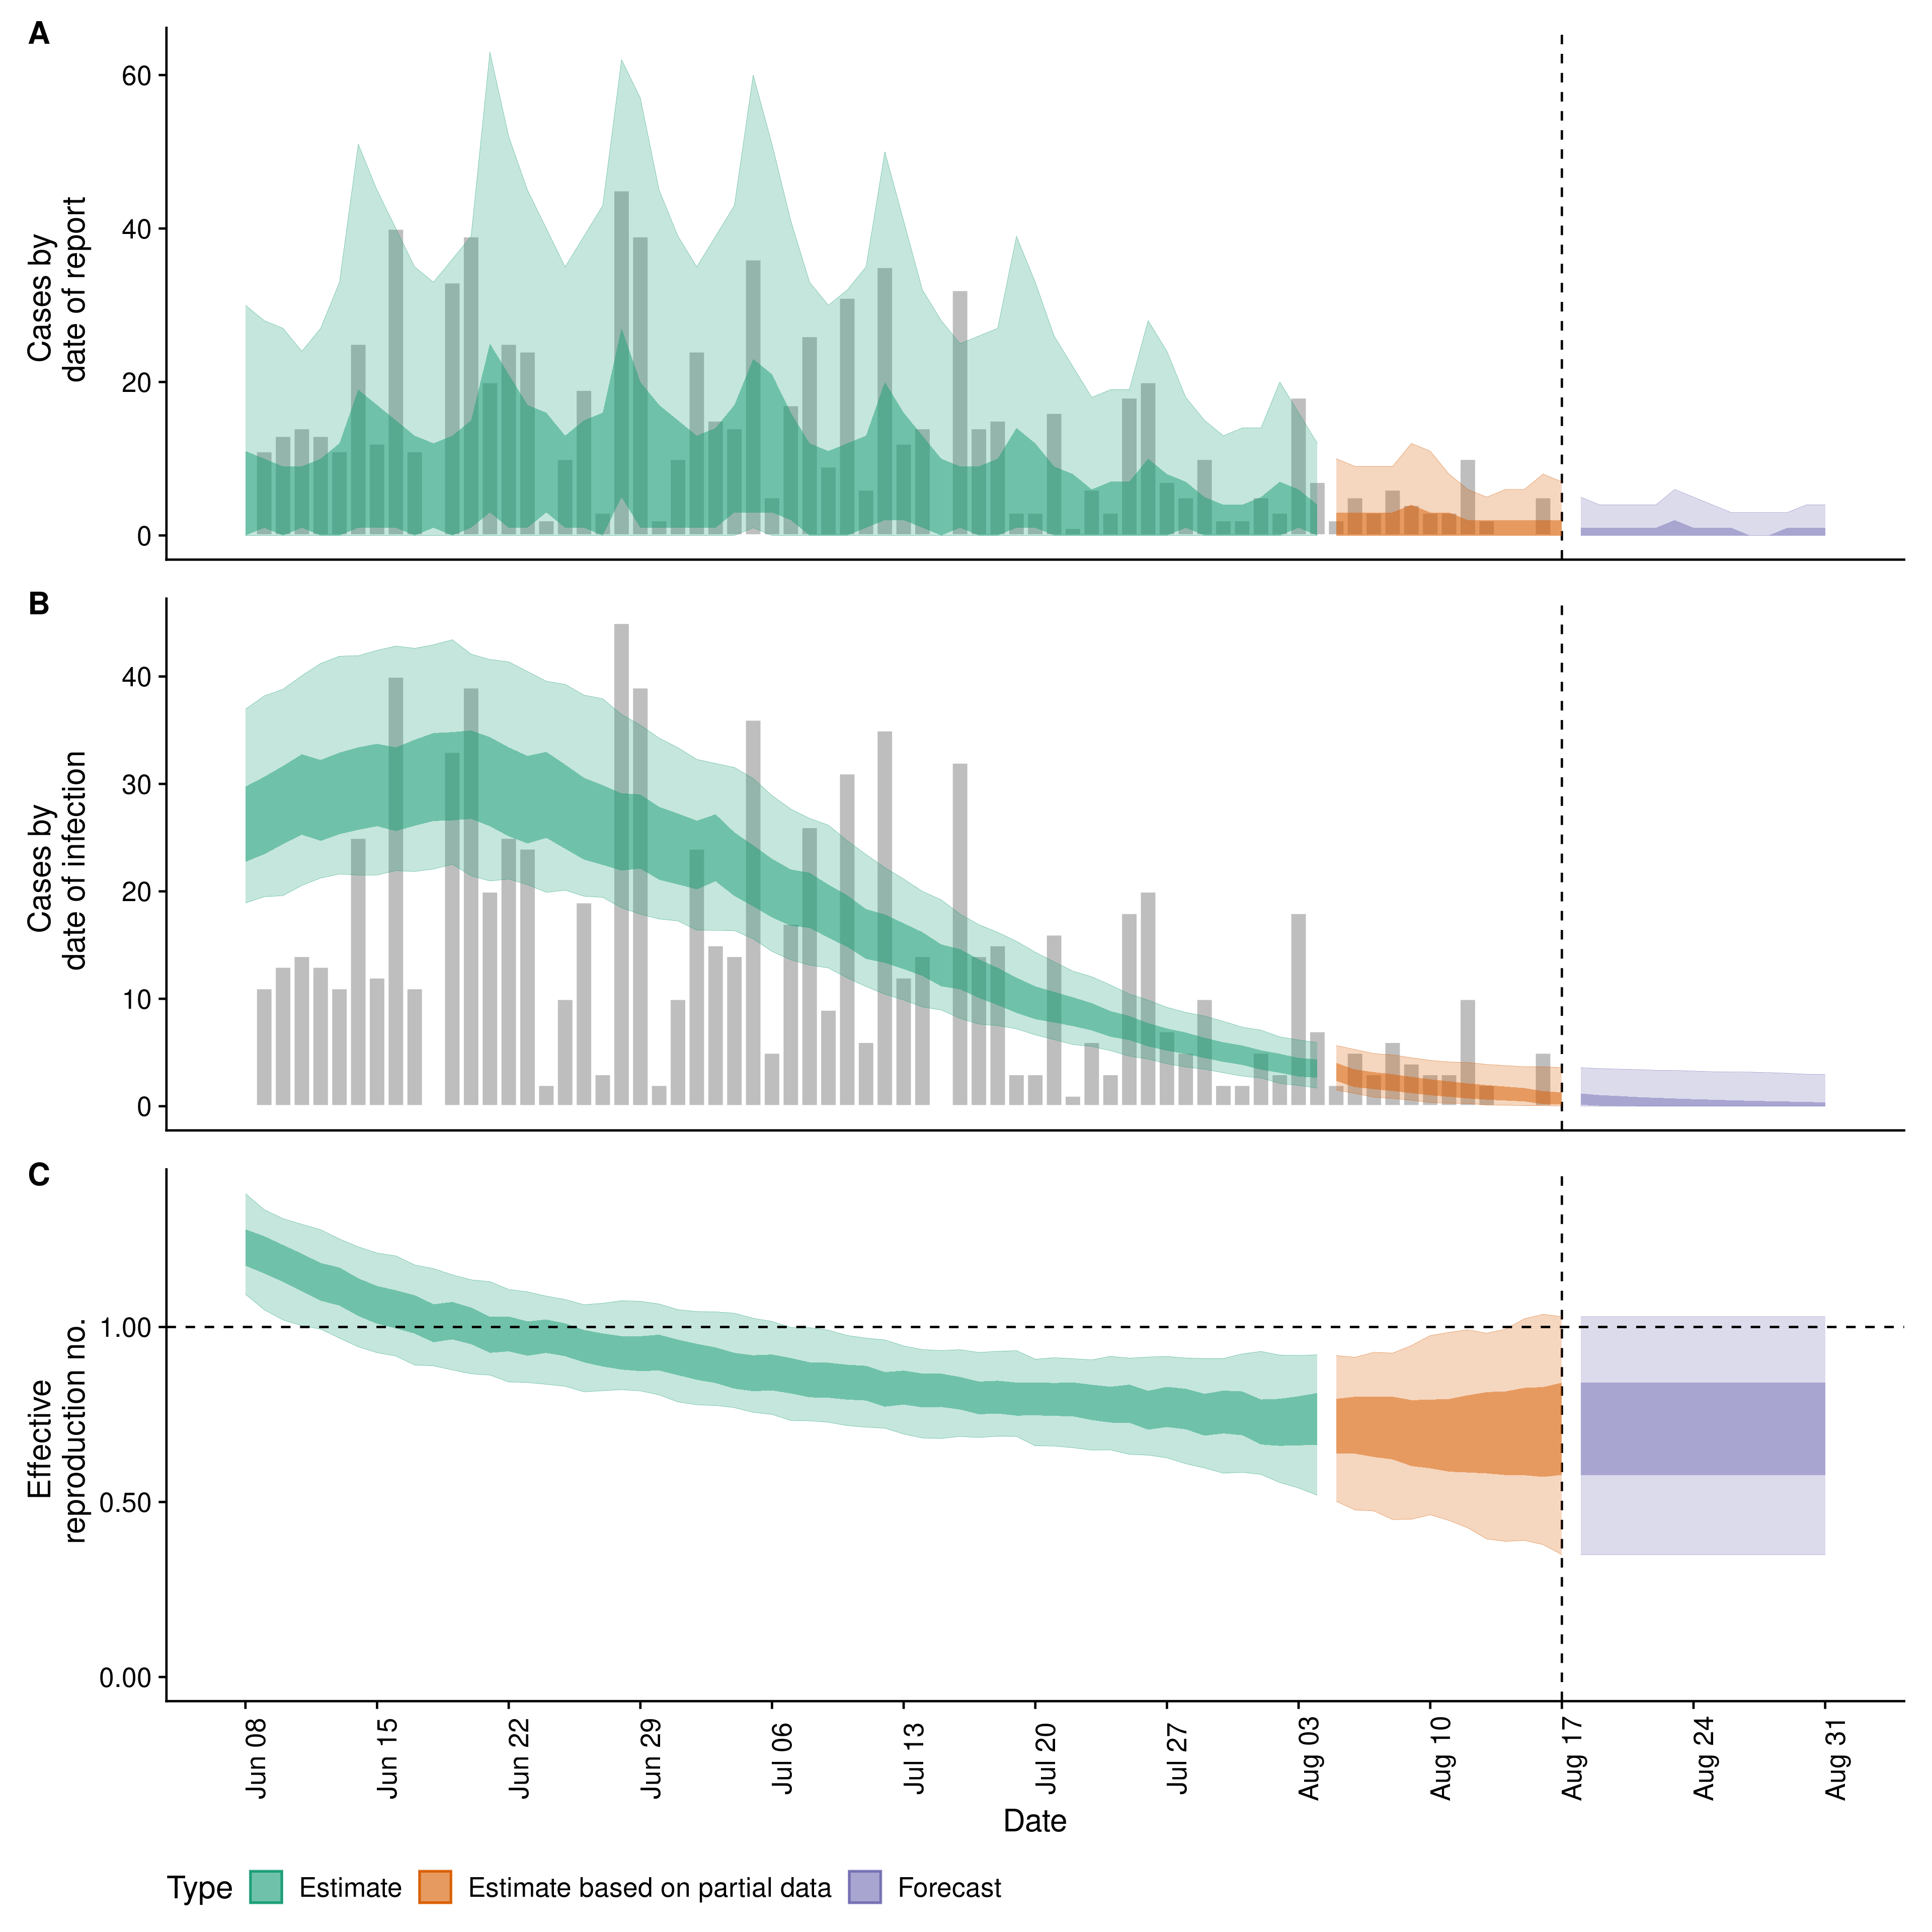 A
Cases by
date of report
60
40
20
0
B
Cases by
date of infection
40
30
20
10
0
C
Effective
reproduction no.
1.00
0.50
0.00
Jun 08
Jun 15
Jun 22
Jun 29
Jul 06
Jul 13
Jul 20
Jul 27
Aug 03
Aug 10
Aug 17
Aug 24
Aug 31
Date
Type Estimate Estimate based on partial data Forecast